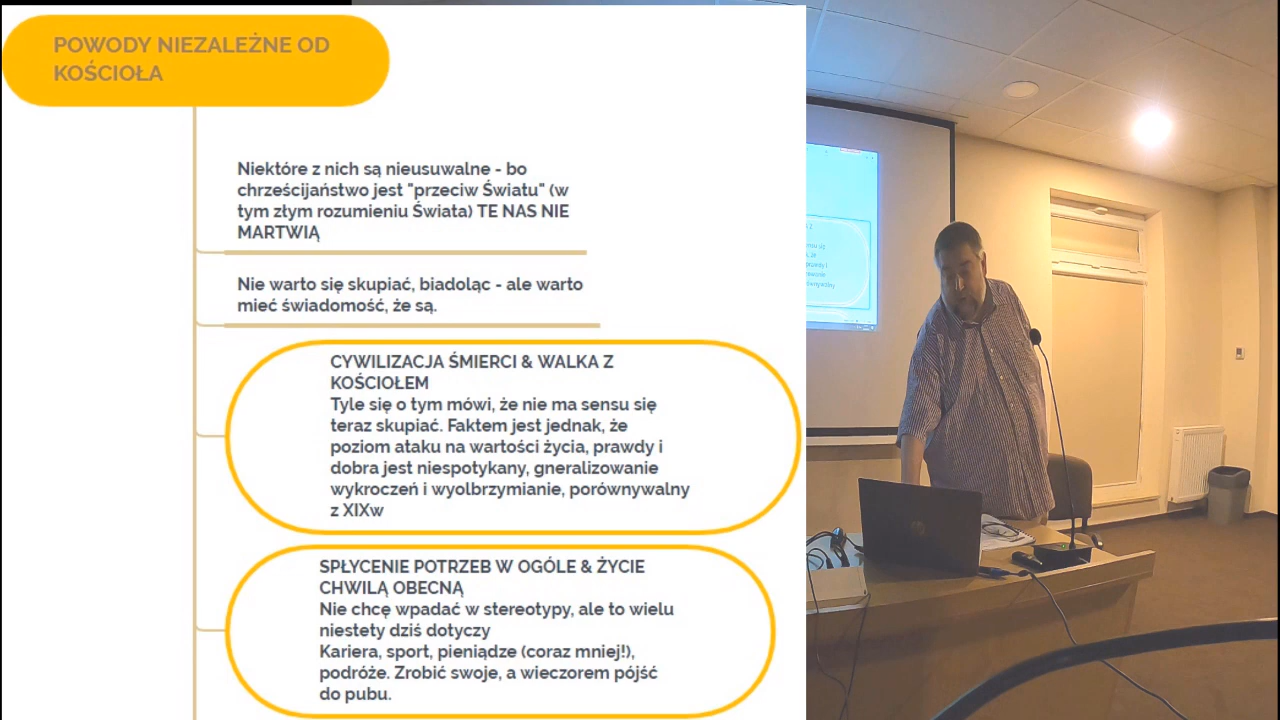 POWODY NIEZALEŻNE OD
KOŚCIOŁA
Niektóre z nich są nieusuwalne - bo
chrześcijaństwo jest "przeciw Światu" (w
tym złym rozumieniu Świata) TE NAS NIE
MARTWIĄ
Nie warto się skupiać, biadoląc - ale warto
mieć świadomość, że są.
CYWILIZACJA ŚMIERCI & WALKA Z
KOŚCIOŁEM
Tyle się o tym mówi, że nie ma sensu się
teraz skupiać. Faktem jest jednak, że
poziom ataku na wartości życia, prawdy i
dobra jest niespotykany, gneralizowanie
wykroczeń i wyolbrzymianie, porównywalny
z XIXw
SPŁYCENIE POTRZEB W OGÓLE & ŻYCIE
CHWILĄ OBECNĄ
Nie chcę wpadać w stereotypy, ale to wielu
niestety dziś dotyczy
Kariera, sport, pieniądze (coraz mniej!),
podróże. Zrobić swoje, a wieczorem pójść
do pubu.